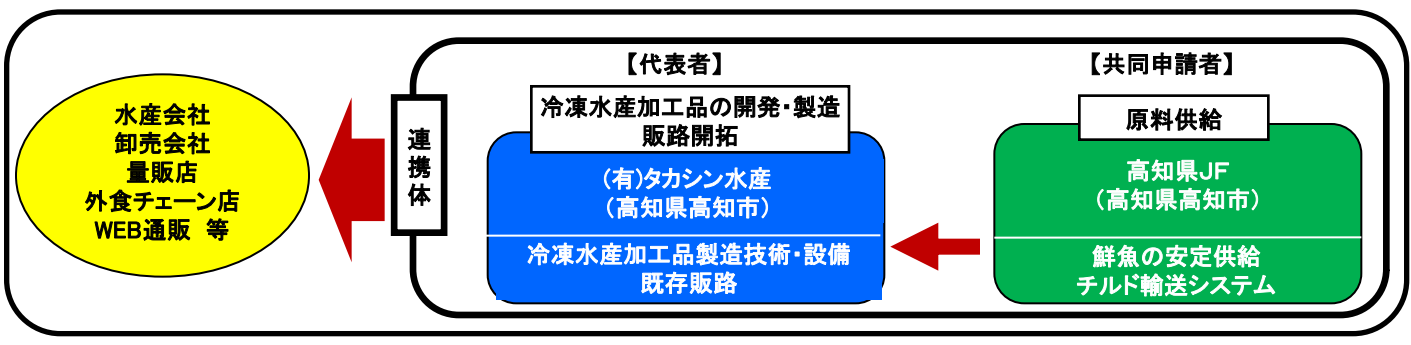 水産会社
卸売会社
量販店
外食チェーン店
WEB通販　等
連
携
体
【代表者】
冷凍水産加工品の開発・製造
販路開拓
(有)タカシン水産
(高知県高知市)
冷凍水産加工品製造技術・設備
既存販路
【共同申請者】
原料供給
高知県JF
(高知県高知市)
鮮魚の安定供給
チルド輸送システム